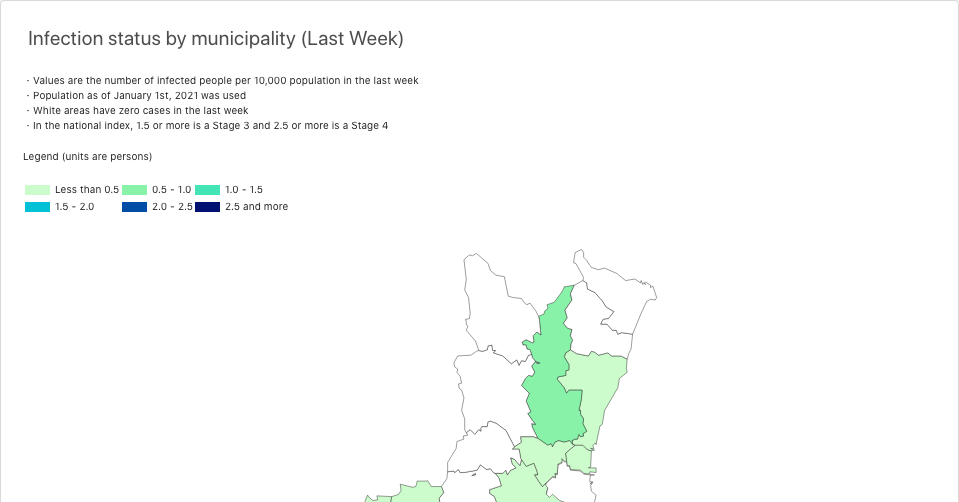 Infection status by municipality (Last Week)
・Values are the number of infected people per 10,000 population in the last week
・Population as of January 1st, 2021 was used
・White areas have zero cases in the last week
・In the national index, 1.5 or more is a Stage 3 and 2.5 or more is a Stage 4
Legend (units are persons)
Less than 0.5 0.5 - 1.0 1.0 - 1.5
1.5 - 2.0 2.0 - 2.5 2.5 and more